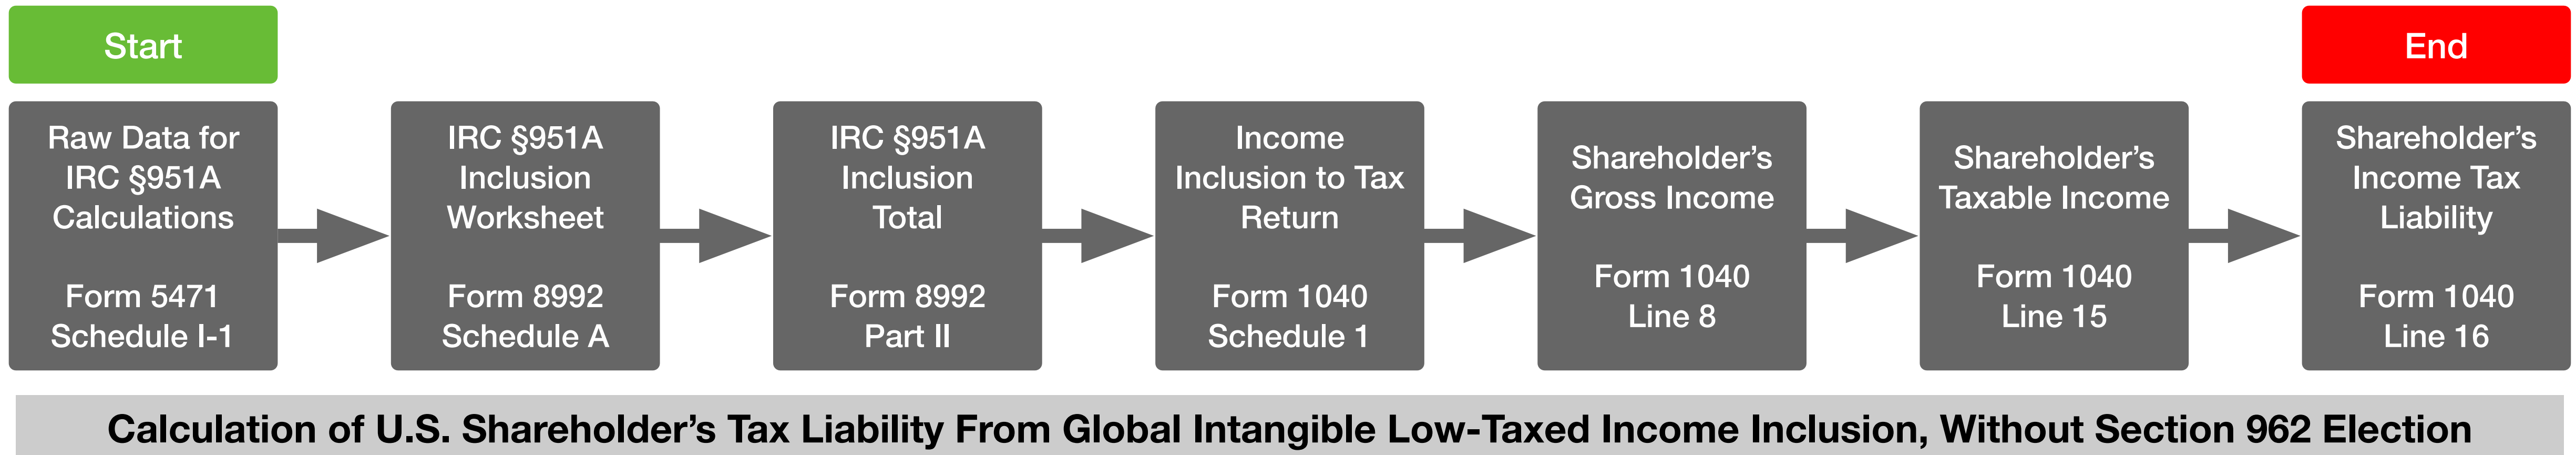 Start
End
Raw Data for
IRC §951A
Calculations
Form 5471
Schedule I-1
IRC §951A
Inclusion
Worksheet
Form 8992
Schedule A
IRC §951A
Inclusion
Total
Form 8992
Part II
Income
Inclusion to Tax
Return
Form 1040
Schedule 1
Shareholder’s
Gross Income
Form 1040
Line 8
Shareholder’s
Taxable Income
Form 1040
Line 15
Shareholder’s
Income Tax
Liability
Form 1040
Line 16
Calculation of U.S. Shareholder’s Tax Liability From Global Intangible Low-Taxed Income Inclusion, Without Section 962 Election